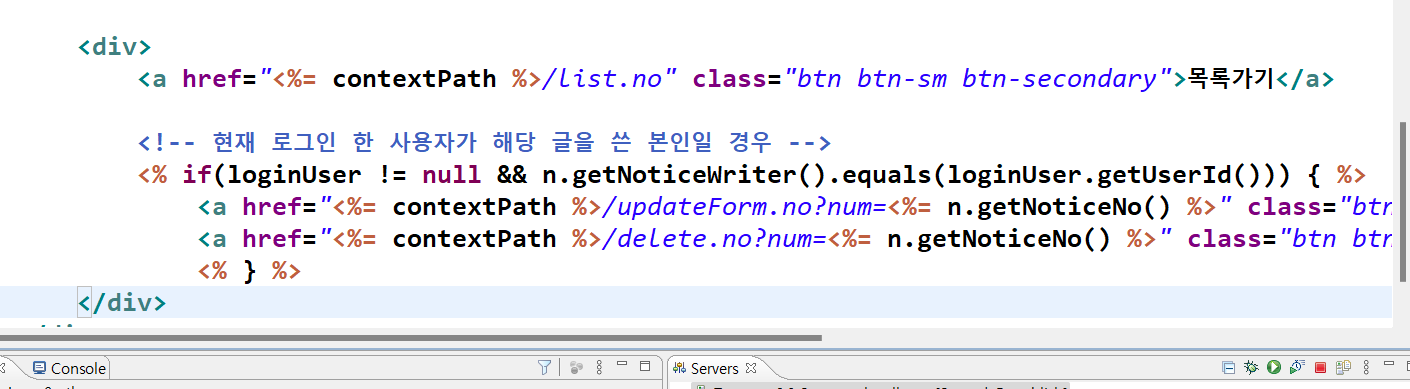 <div>
<a href="<%= contextPath %>/list.no" class="btn btn-sm btn-secondary">목록가기</a>
<!-- 현재 로그인 한 사용자가 해당 글을 쓴 본인일 경우 -->
<% if(loginUser != null && n.getNoticeWriter().equals(loginUser.getUserId())) { %>
<a href="<%= contextPath %>/updateForm.no?num=<%= n.getNoticeNo() %>" class="btn
<a href="<%= contextPath %>/delete.no?num=<%= n.getNoticeNo() %>" class="btn btn
<% } %>
</div>
Console
Servers